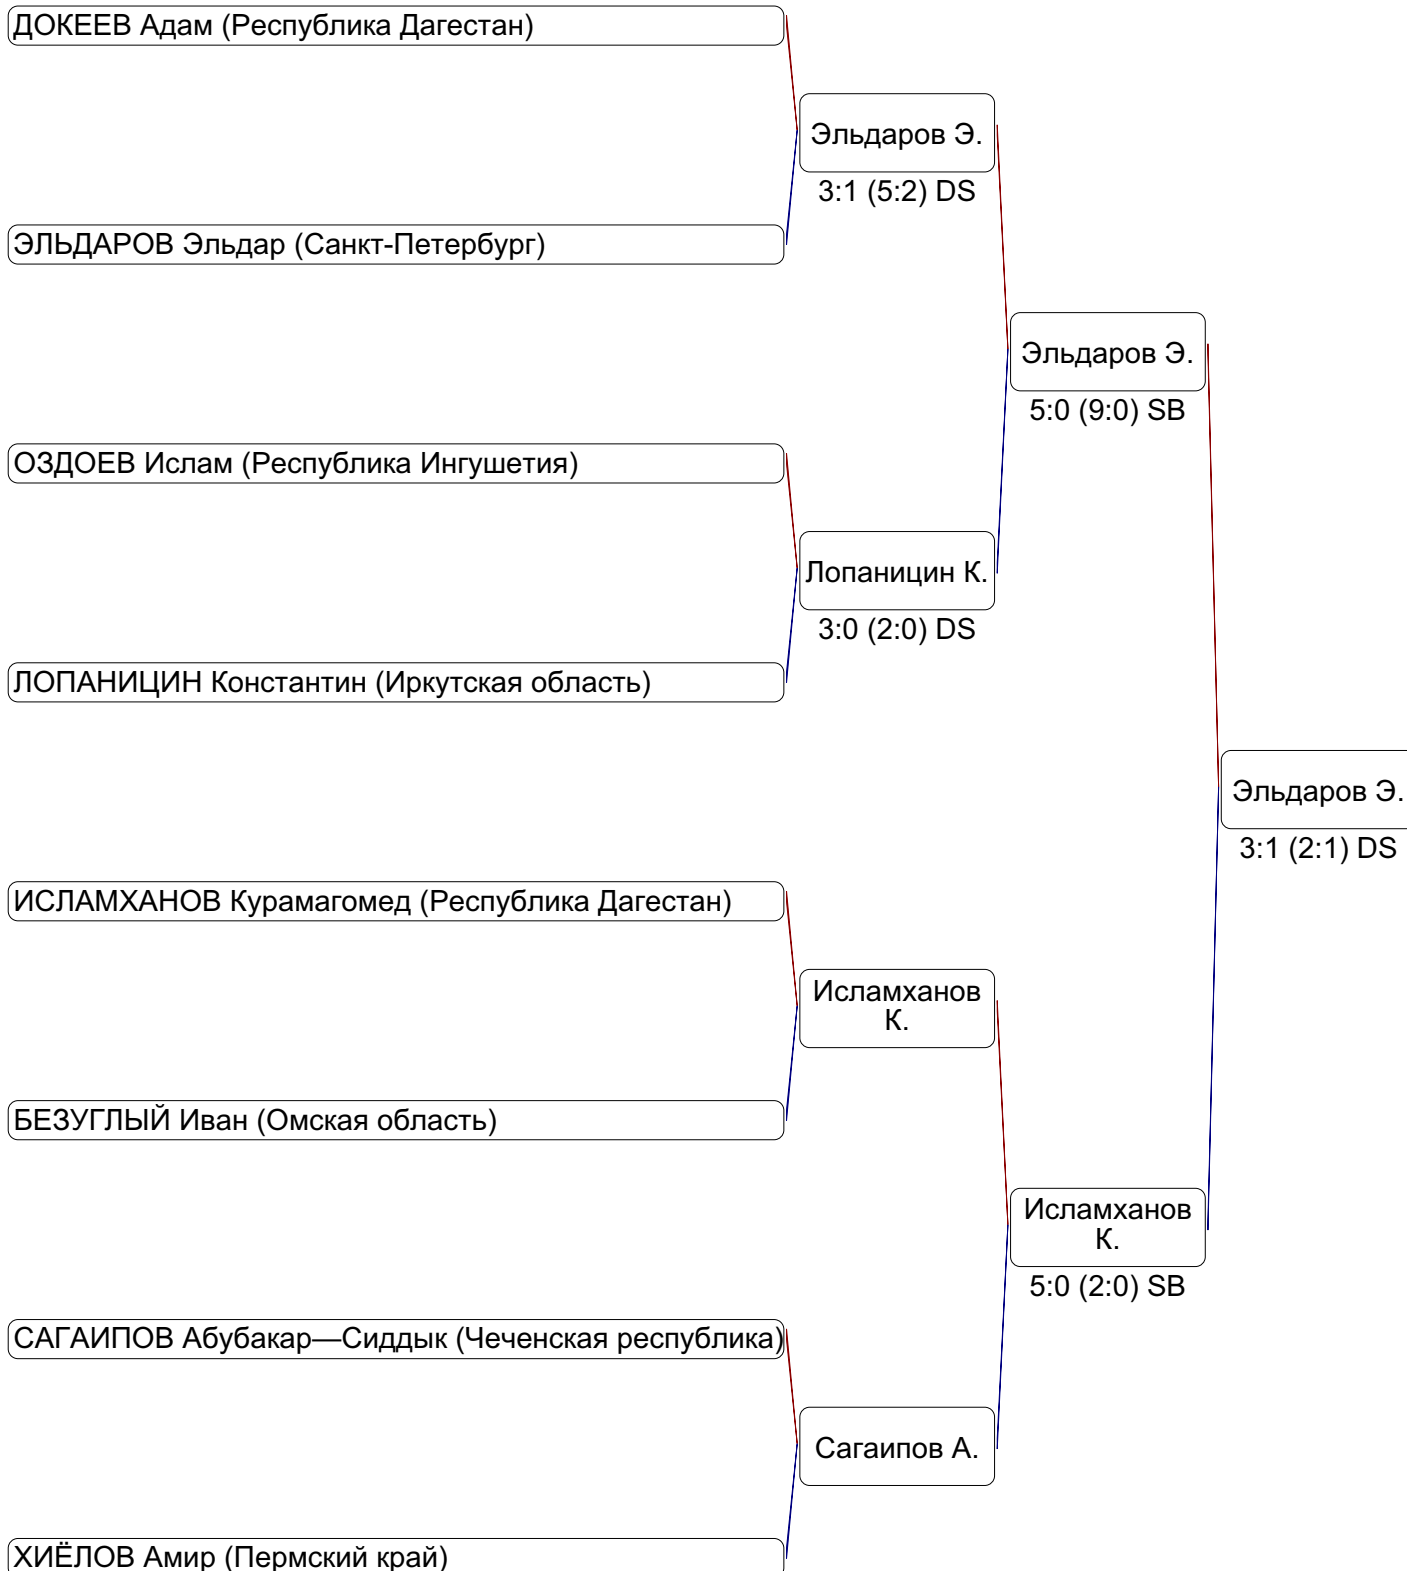 ДОКЕЕВ Адам (Республика Дагестан)
Эльдаров Э.
3:1 (5:2) DS
ЭЛЬДАРОВ Эльдар (Санкт-Петербург)
Эльдаров Э.
5:0 (9:0) SB
ОЗДОЕВ Ислам (Республика Ингушетия)
Лопаницин К.
3:0 (2:0) DS
ЛОПАНИЦИН Константин (Иркутская область)
Эльдаров Э.
3:1 (2:1) DS
ИСЛАМХАНОВ Курамагомед (Республика Дагестан)
Исламханов
К.
БЕЗУГЛЫЙ Иван (Омская область)
Исламханов
К.
5:0 (2:0) SB
САГАИПОВ Абубакар—Сиддык (Чеченская республика)
Сагаипов А.
ХИЁЛОВ Амир (Пермский край)